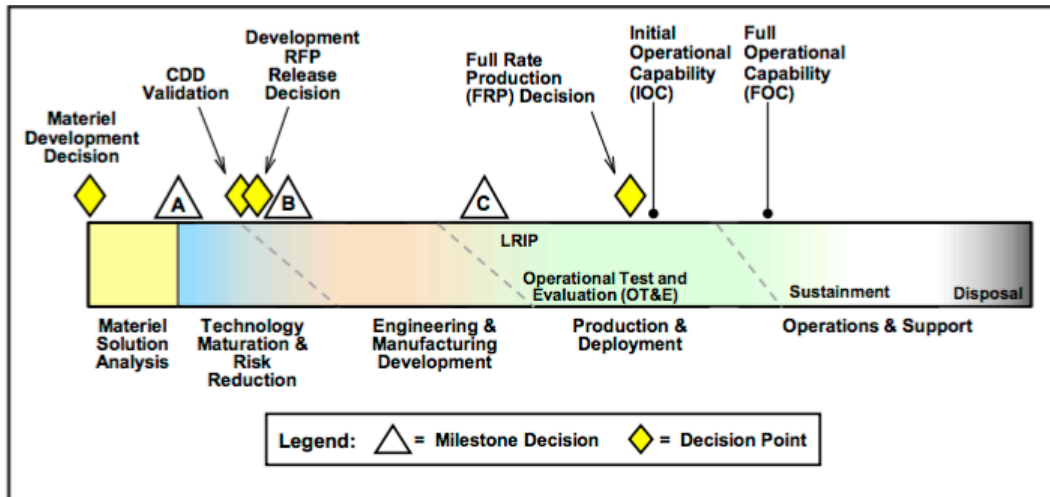 Materiel
Development
Decision
CDD
Validation
Development
RFP
Release
Decision
Full Rate
Production
(FRP) Decision
Initial
Operational
Capability
(IOC)
Full
Operational
Capability
(FOC)
A
B
C
LRIP
Operational Test and
Evaluation (OT&E)
Sustainment
Disposal
Materiel
Solution
Analysis
Technology
Maturation &
Risk
Reduction
Engineering &
Manufacturing
Development
Production &
Deployment
Operations & Support
Legend: = Milestone Decision = Decision Point